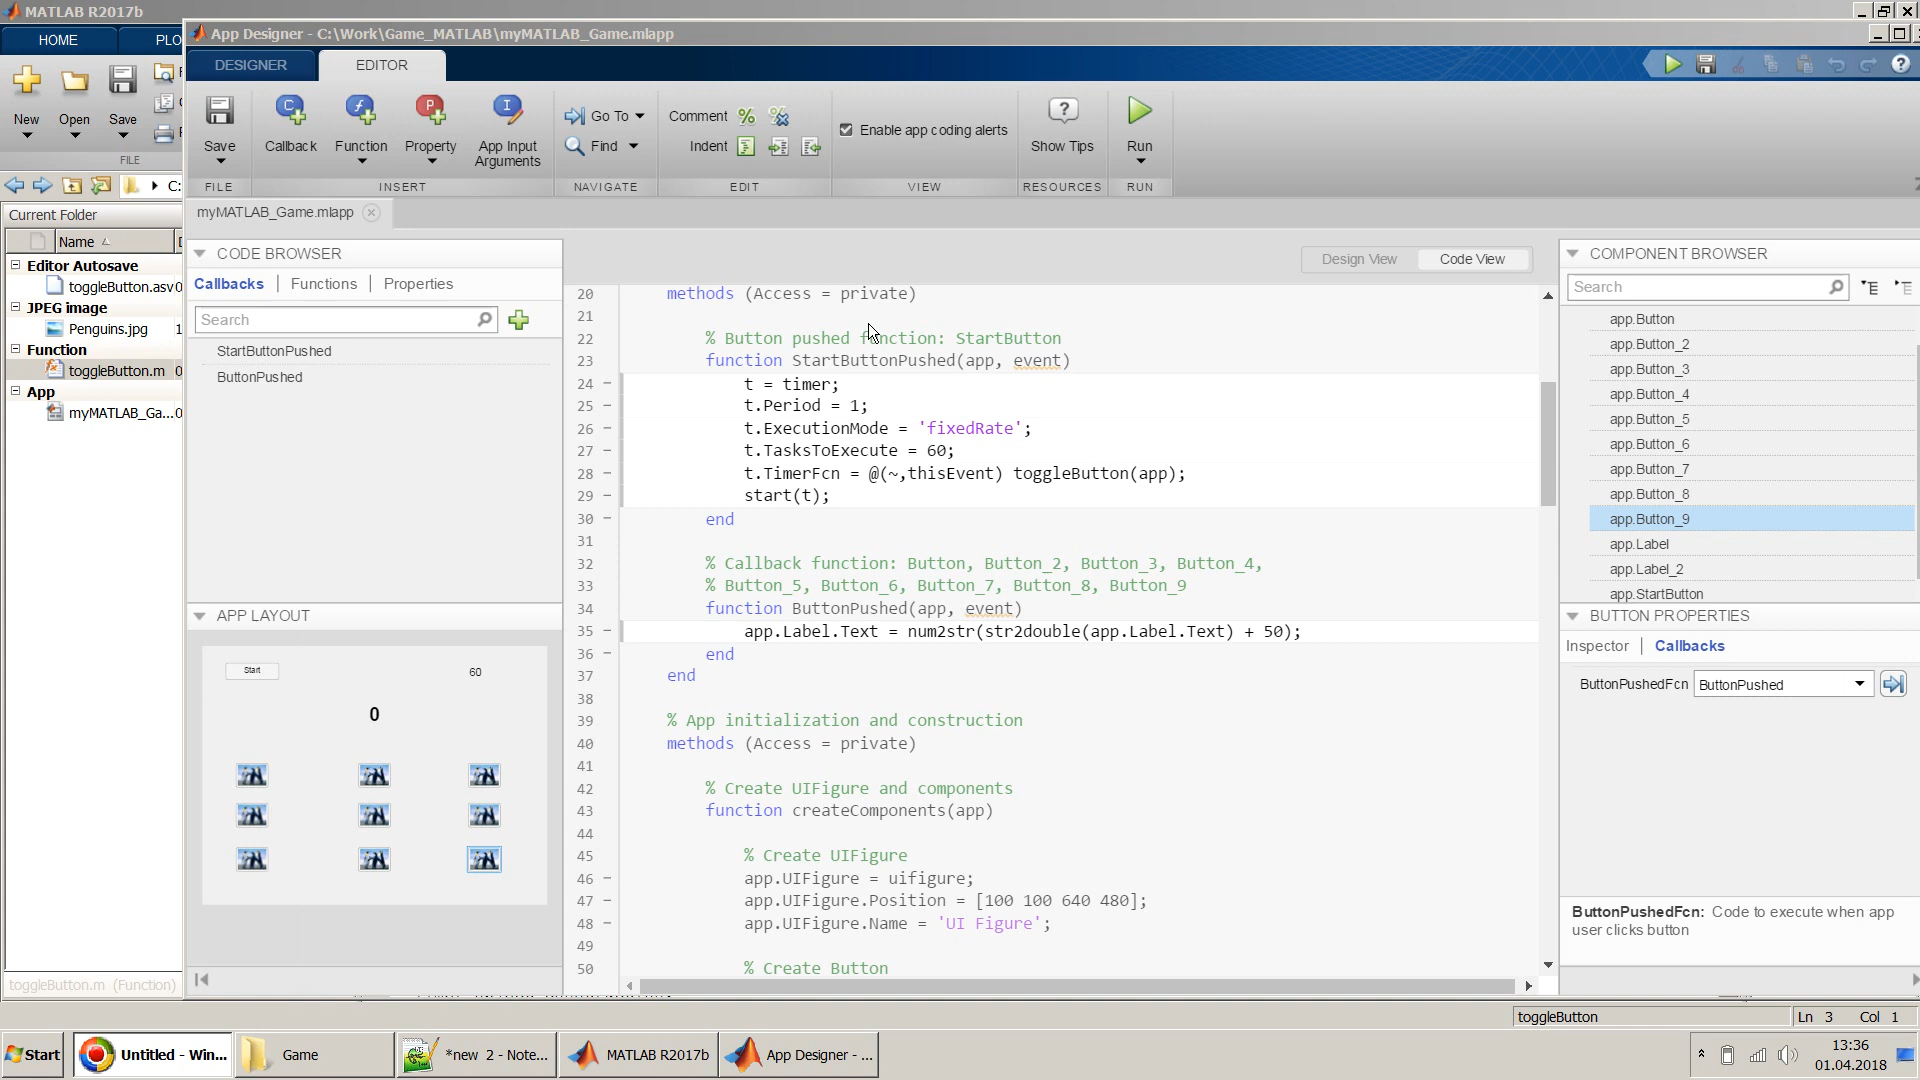 MATLAB R2017b
HOME
PLO
New
Open
Save
FILE
C:
App Designer - C:\Work\Game_MATLAB\myMATLAB_Game.mlapp
DESIGNER
EDITOR
Save
Callback
Function
Property
App Input
Arguments
Go To
Find
Comment
Indent
Enable app coding alerts
Show Tips
Run
FILE
INSERT
NAVIGATE
EDIT
VIEW
RESOURCES
RUN
myMATLAB_Game.mlapp
Current Folder
Name
Editor Autosave
toggleButton.asv
JPEG image
Penguins.jpg
Function
toggleButton.m
App
myMATLAB_Ga...
toggleButton.m (Function)
CODE BROWSER
Callbacks | Functions | Properties
Search
StartButtonPushed
ButtonPushed
APP LAYOUT
Start
60
0
Design View
Code View
20 methods (Access = private)
21
22 % Button pushed function: StartButton
23 function StartButtonPushed(app, event)
24 - t = timer;
25 - t.Period = 1;
26 - t.ExecutionMode = 'fixedRate';
27 - t.TasksToExecute = 60;
28 - t.TimerFcn = @(~,thisEvent) toggleButton(app);
29 - start(t);
30 - end
31
32 % Callback function: Button, Button_2, Button_3, Button_4,
33 % Button_5, Button_6, Button_7, Button_8, Button_9
34 function ButtonPushed(app, event)
35 - app.Label.Text = num2str(str2double(app.Label.Text) + 50);
36 - end
37 end
38
39 % App initialization and construction
40 methods (Access = private)
41
42 % Create UIFigure and components
43 function createComponents(app)
44
45 % Create UIFigure
46 - app.UIFigure = uifigure;
47 - app.UIFigure.Position = [100 100 640 480];
48 - app.UIFigure.Name = 'UI Figure';
49
50 % Create Button
COMPONENT BROWSER
Search
app.Button
app.Button_2
app.Button_3
app.Button_4
app.Button_5
app.Button_6
app.Button_7
app.Button_8
app.Button_9
app.Label
app.Label_2
app.StartButton
BUTTON PROPERTIES
Inspector | Callbacks
ButtonPushedFcn ButtonPushed
ButtonPushedFcn: Code to execute when app
user clicks button
toggleButton
Ln 3 Col 1
Start
Untitled - Win...
Game
*new 2 - Note...
MATLAB R2017b
App Designer - ...
13:36
01.04.2018